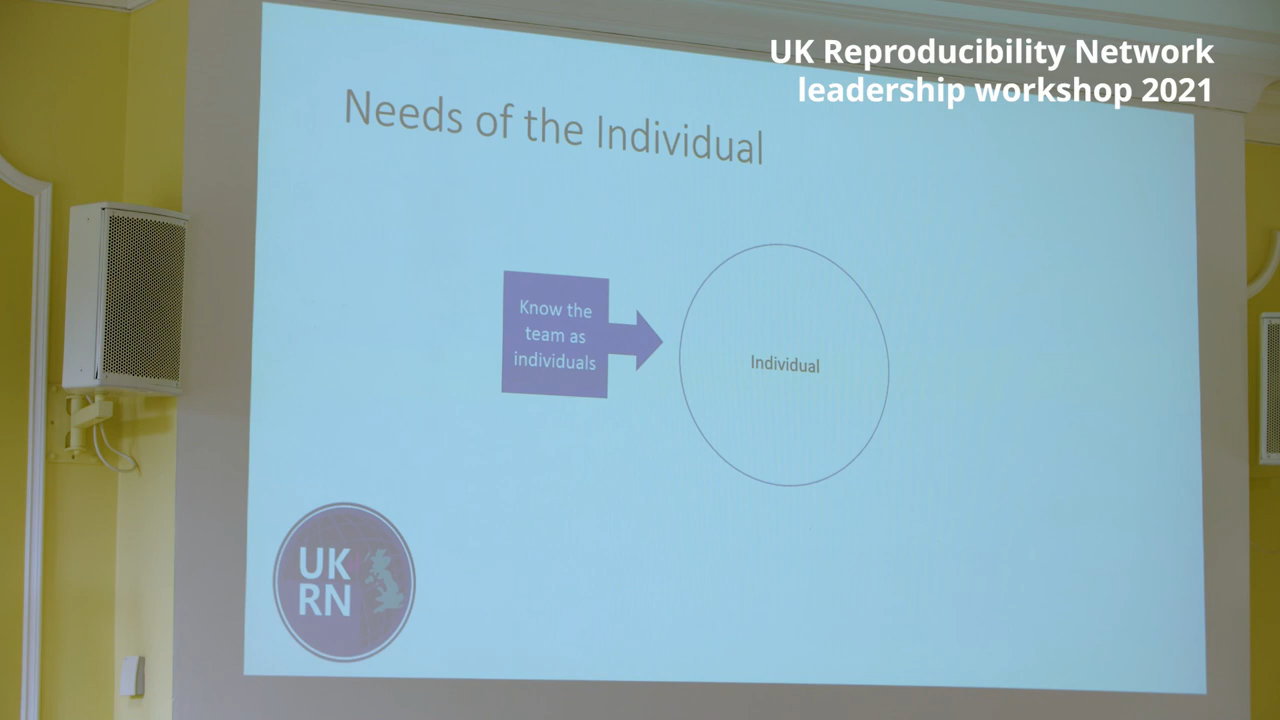 UK Reproducibility Network
leadership workshop 2021
Needs of the Individual
Know the
team as
individuals
Individual
UK
RN